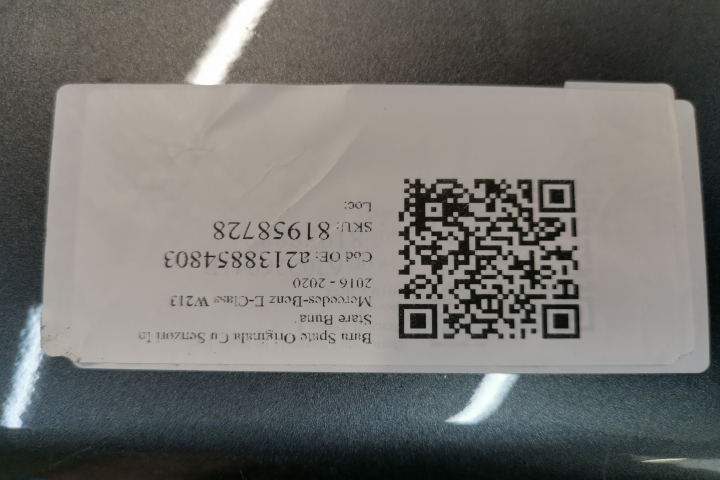 Bara Spate Originala Cu Senzori In
Stare Buna
Mercedes-Benz E-Class W213
2016 - 2020
Cod OE: a2138854803
SKU: 81958728
Loc: